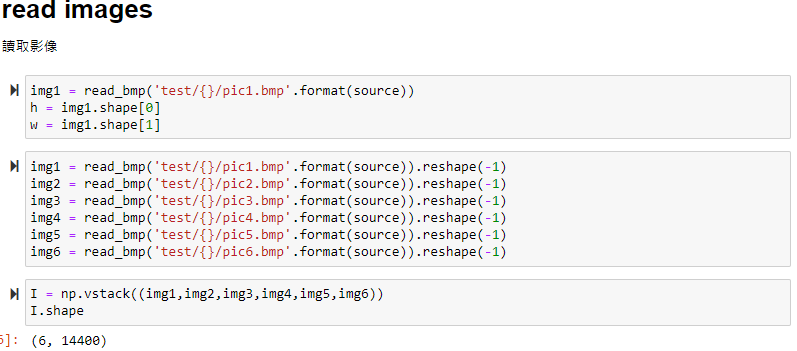 read images
讀取影像
img1 = read_bmp('test/{}/pic1.bmp'.format(source))
h = img1.shape[0]
w = img1.shape[1]
img1 = read_bmp('test/{}/pic1.bmp'.format(source)).reshape(-1)
img2 = read_bmp('test/{}/pic2.bmp'.format(source)).reshape(-1)
img3 = read_bmp('test/{}/pic3.bmp'.format(source)).reshape(-1)
img4 = read_bmp('test/{}/pic4.bmp'.format(source)).reshape(-1)
img5 = read_bmp('test/{}/pic5.bmp'.format(source)).reshape(-1)
img6 = read_bmp('test/{}/pic6.bmp'.format(source)).reshape(-1)
I = np.vstack((img1,img2,img3,img4,img5,img6))
I.shape
]: (6, 14400)